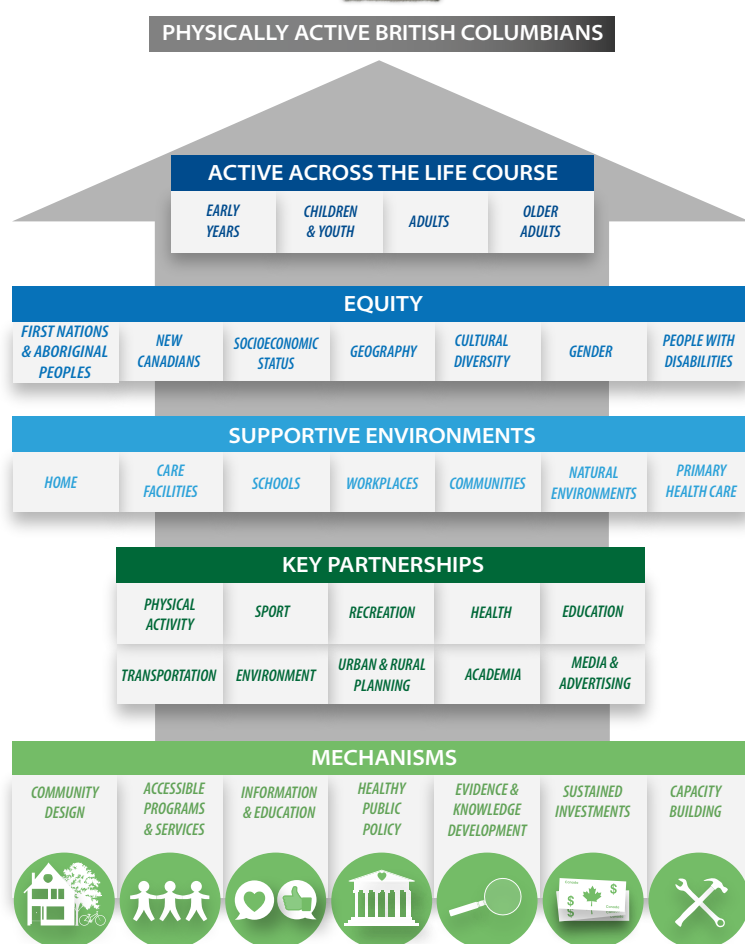 PHYSICALLY ACTIVE BRITISH COLUMBIANS
ACTIVE ACROSS THE LIFE COURSE
EARLY
YEARS
CHILDREN
& YOUTH
ADULTS
OLDER
ADULTS
EQUITY
FIRST NATIONS
& ABORIGINAL
PEOPLES
NEW
CANADIANS
SOCIOECONOMIC
STATUS
GEOGRAPHY
CULTURAL
DIVERSITY
GENDER
PEOPLE WITH
DISABILITIES
SUPPORTIVE ENVIRONMENTS
HOME
CARE
FACILITIES
SCHOOLS
WORKPLACES
COMMUNITIES
NATURAL
ENVIRONMENTS
PRIMARY
HEALTH CARE
KEY PARTNERSHIPS
PHYSICAL
ACTIVITY
SPORT
RECREATION
HEALTH
EDUCATION
TRANSPORTATION
ENVIRONMENT
URBAN & RURAL
PLANNING
ACADEMIA
MEDIA &
ADVERTISING
MECHANISMS
COMMUNITY
DESIGN
ACCESSIBLE
PROGRAMS
& SERVICES
INFORMATION
& EDUCATION
HEALTHY
PUBLIC
POLICY
EVIDENCE &
KNOWLEDGE
DEVELOPMENT
SUSTAINED
INVESTMENTS
CAPACITY
BUILDING
Canada
$
$
$
Canada